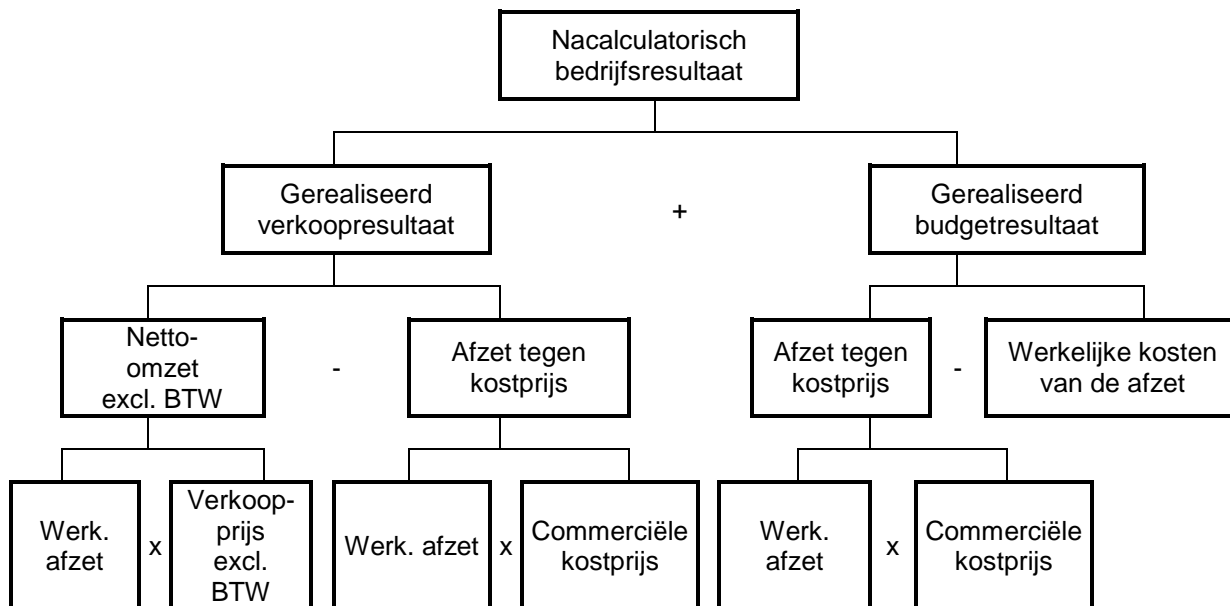 Nacalculatorisch
bedrijfsresultaat
Gerealiseerd
verkoopresultaat
+
Gerealiseerd
budgetresultaat
Netto-
omzet
excl. BTW
-
Afzet tegen
kostprijs
Afzet tegen
kostprijs
-
Werkelijke kosten
van de afzet
Werk.
afzet
x
Verkoop-
prijs
excl.
BTW
Werk. afzet
x
Commerciële
kostprijs
Werk.
afzet
x
Commerciële
kostprijs